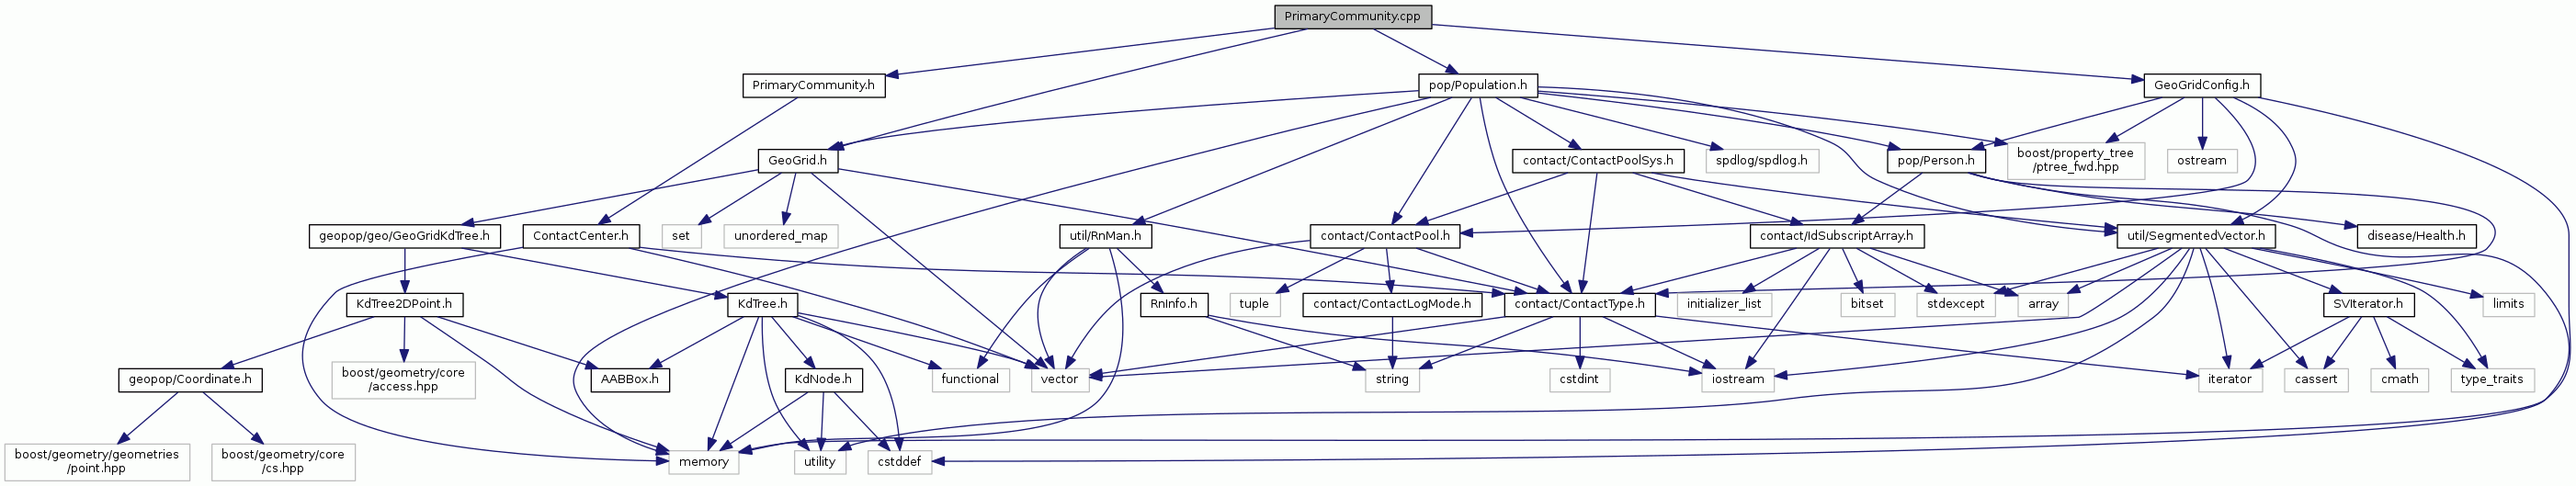 PrimaryCommunity.cpp
PrimaryCommunity.h
pop/Population.h
GeoGridConfig.h
GeoGrid.h
contact/ContactPoolSys.h
spdlog/spdlog.h
pop/Person.h
boost/property_tree
/ptree_fwd.hpp
ostream
geopop/geo/GeoGridKdTree.h
ContactCenter.h
set
unordered_map
util/RnMan.h
contact/ContactPool.h
contact/IdSubscriptArray.h
util/SegmentedVector.h
disease/Health.h
KdTree2DPoint.h
KdTree.h
RnInfo.h
tuple
contact/ContactLogMode.h
contact/ContactType.h
initializer_list
bitset
stdexcept
array
SVIterator.h
limits
geopop/Coordinate.h
boost/geometry/core
/access.hpp
AABBox.h
KdNode.h
functional
vector
string
cstdint
iostream
iterator
cassert
cmath
type_traits
boost/geometry/geometries
/point.hpp
boost/geometry/core
/cs.hpp
memory
utility
cstddef